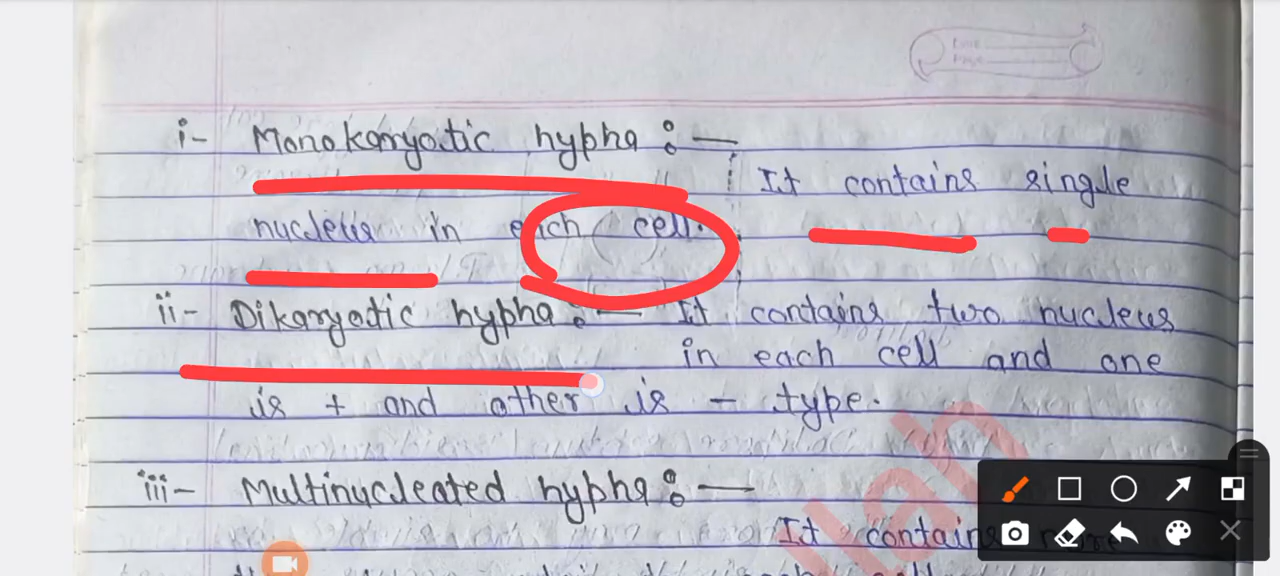 i- Monokaryotic hypha :—
It contains single
nucleus in each cell.
ii- Dikaryotic hypha :— It contains two nucleus
in each cell and one
is + and other is - type.
iii- Multinucleated hypha :—
It contains more